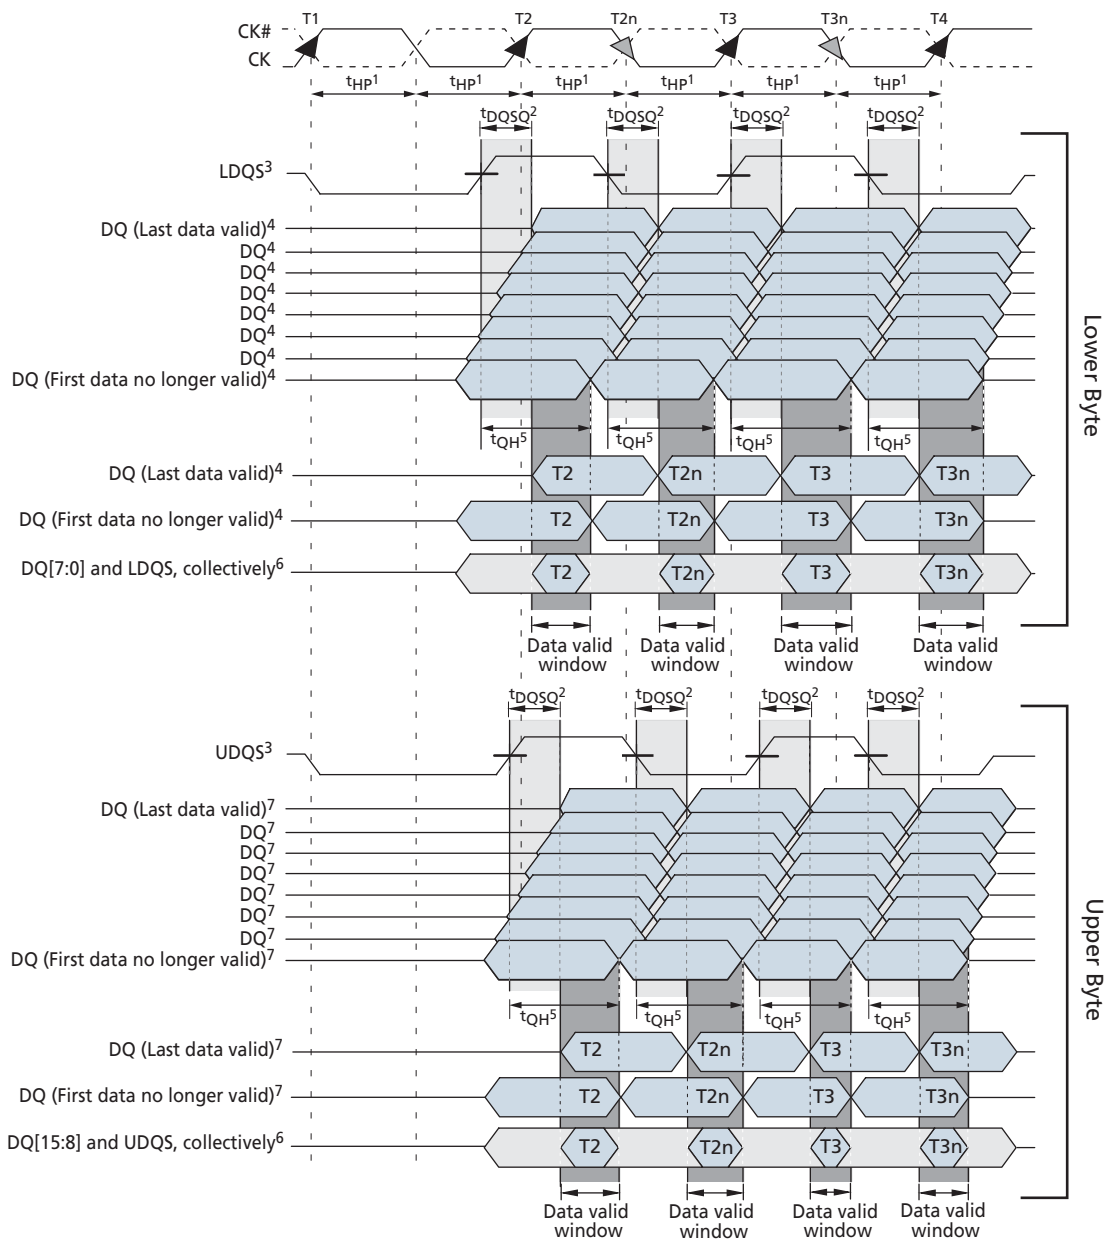 T1 T2 T2n T3 T3n T4
CK#
CK
tHP1 tHP1 tHP1 tHP1 tHP1 tHP1
tDQSQ2 tDQSQ2 tDQSQ2 tDQSQ2
LDQS3
DQ (Last data valid)4
DQ4
DQ4
DQ4
DQ4
DQ4
DQ4
DQ (First data no longer valid)4
tQH5 tQH5 tQH5 tQH5
DQ (Last data valid)4 T2 T2n T3 T3n
DQ (First data no longer valid)4 T2 T2n T3 T3n
DQ[7:0] and LDQS, collectively6 T2 T2n T3 T3n
Data valid Data valid Data valid Data valid
window window window window
Lower Byte
tDQSQ2 tDQSQ2 tDQSQ2 tDQSQ2
UDQS3
DQ (Last data valid)7
DQ7
DQ7
DQ7
DQ7
DQ7
DQ7
DQ (First data no longer valid)7
tQH5 tQH5 tQH5 tQH5
DQ (Last data valid)7 T2 T2n T3 T3n
DQ (First data no longer valid)7 T2 T2n T3 T3n
DQ[15:8] and UDQS, collectively6 T2 T2n T3 T3n
Data valid Data valid Data valid Data valid
window window window window
Upper Byte